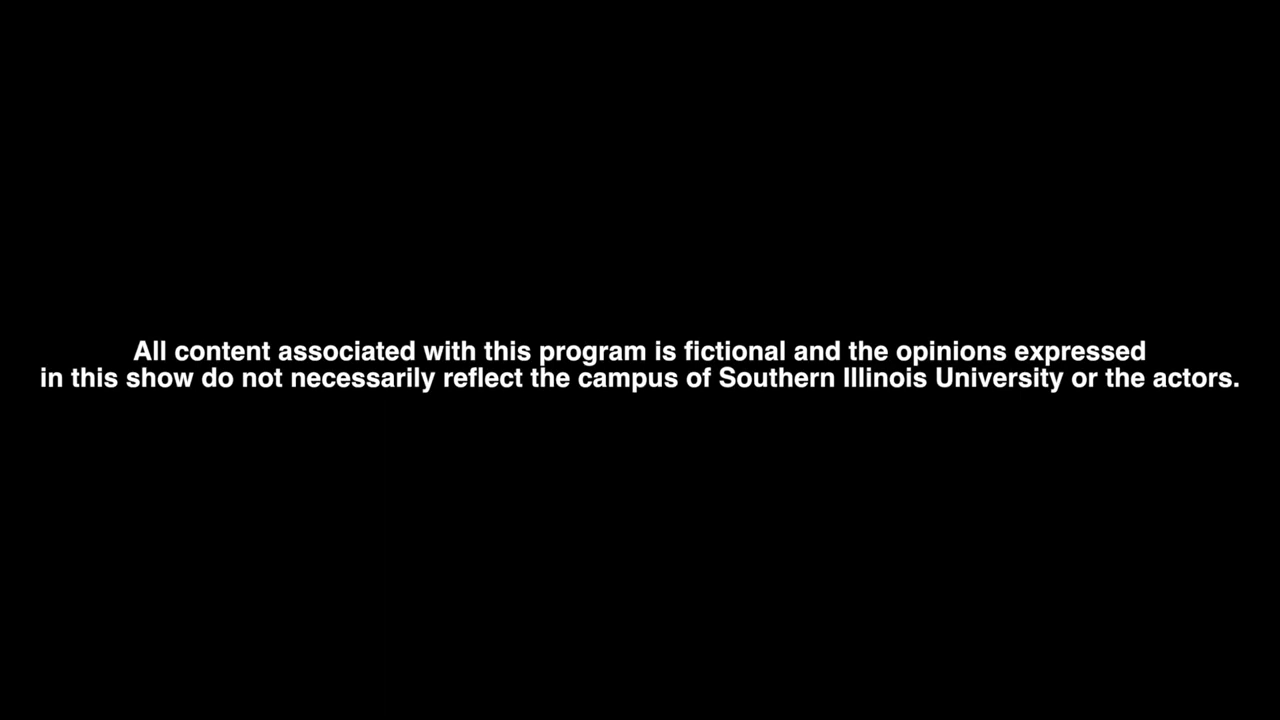 All content associated with this program is fictional and the opinions expressed
in this show do not necessarily reflect the campus of Southern Illinois University or the actors.